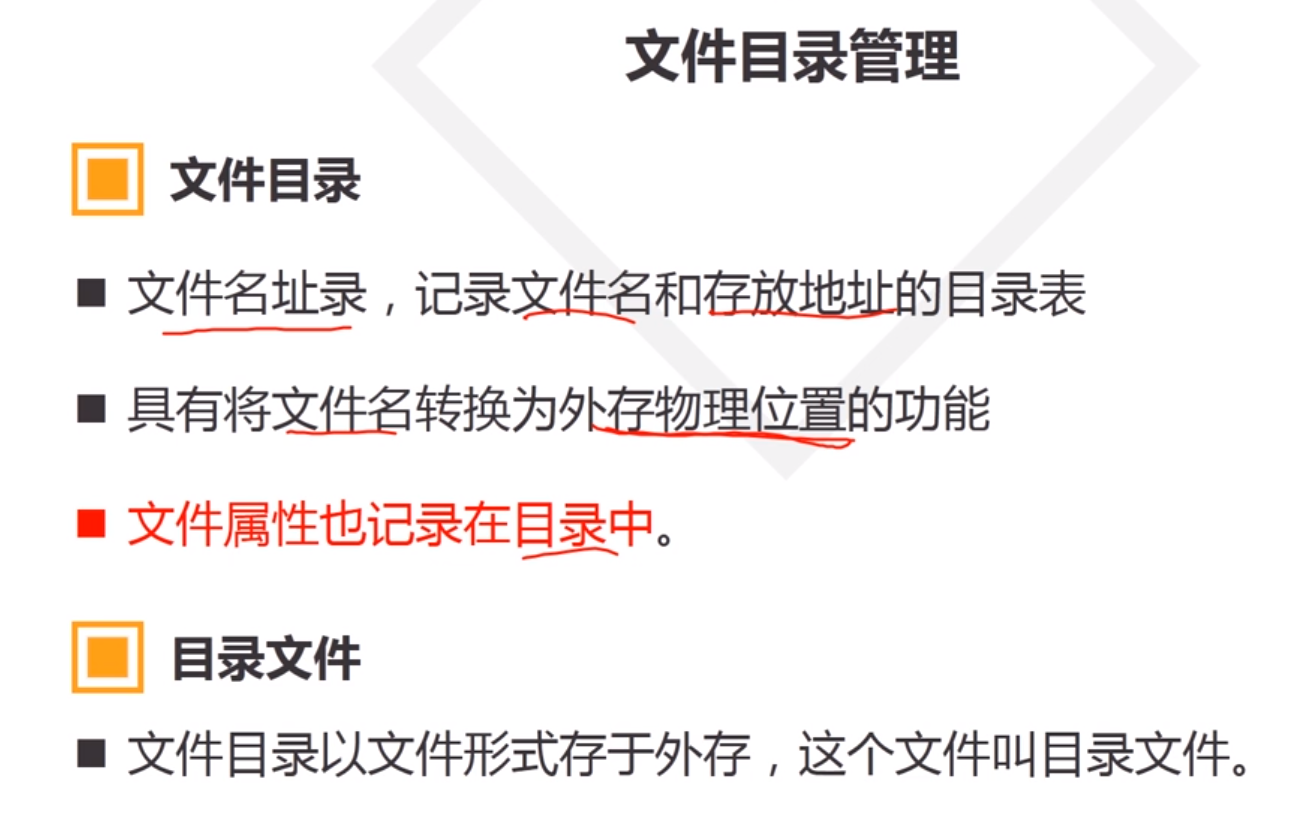 文件目录管理
文件目录
文件名址录，记录文件名和存放地址的目录表
具有将文件名转换为外存物理位置的功能
文件属性也记录在目录中。
目录文件
文件目录以文件形式存于外存，这个文件叫目录文件。